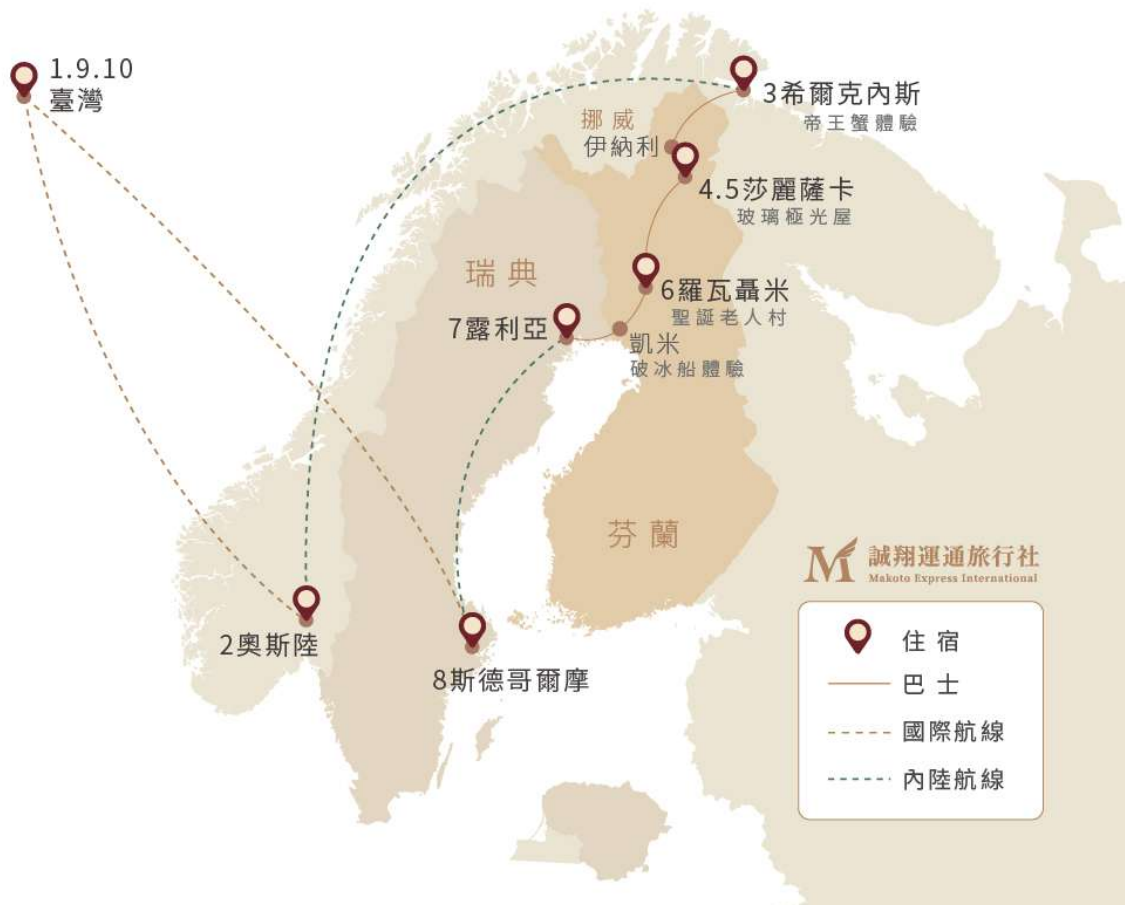 1.9.10
臺灣
3希爾克內斯
帝王蟹體驗
挪威
伊納利
4.5莎麗薩卡
玻璃極光屋
瑞典
6羅瓦聶米
聖誕老人村
7露利亞
凱米
破冰船體驗
芬蘭
2奧斯陸
8斯德哥爾摩
M 誠翔運通旅行社
Makoto Express International
住宿
巴士
國際航線
內陸航線